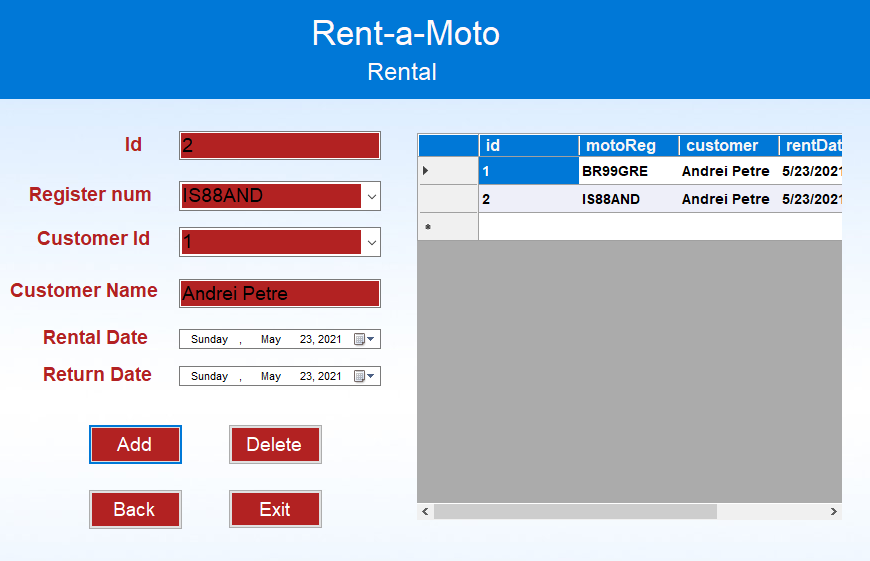 Rent-a-Moto
Rental
Id
2
Register num
IS88AND
Customer Id
1
Customer Name
Andrei Petre
Rental Date
Sunday , May 23, 2021
Return Date
Sunday , May 23, 2021
Add Delete
Back Exit
id motoReg customer rentDat
1 BR99GRE Andrei Petre 5/23/2021
2 IS88AND Andrei Petre 5/23/2021
*